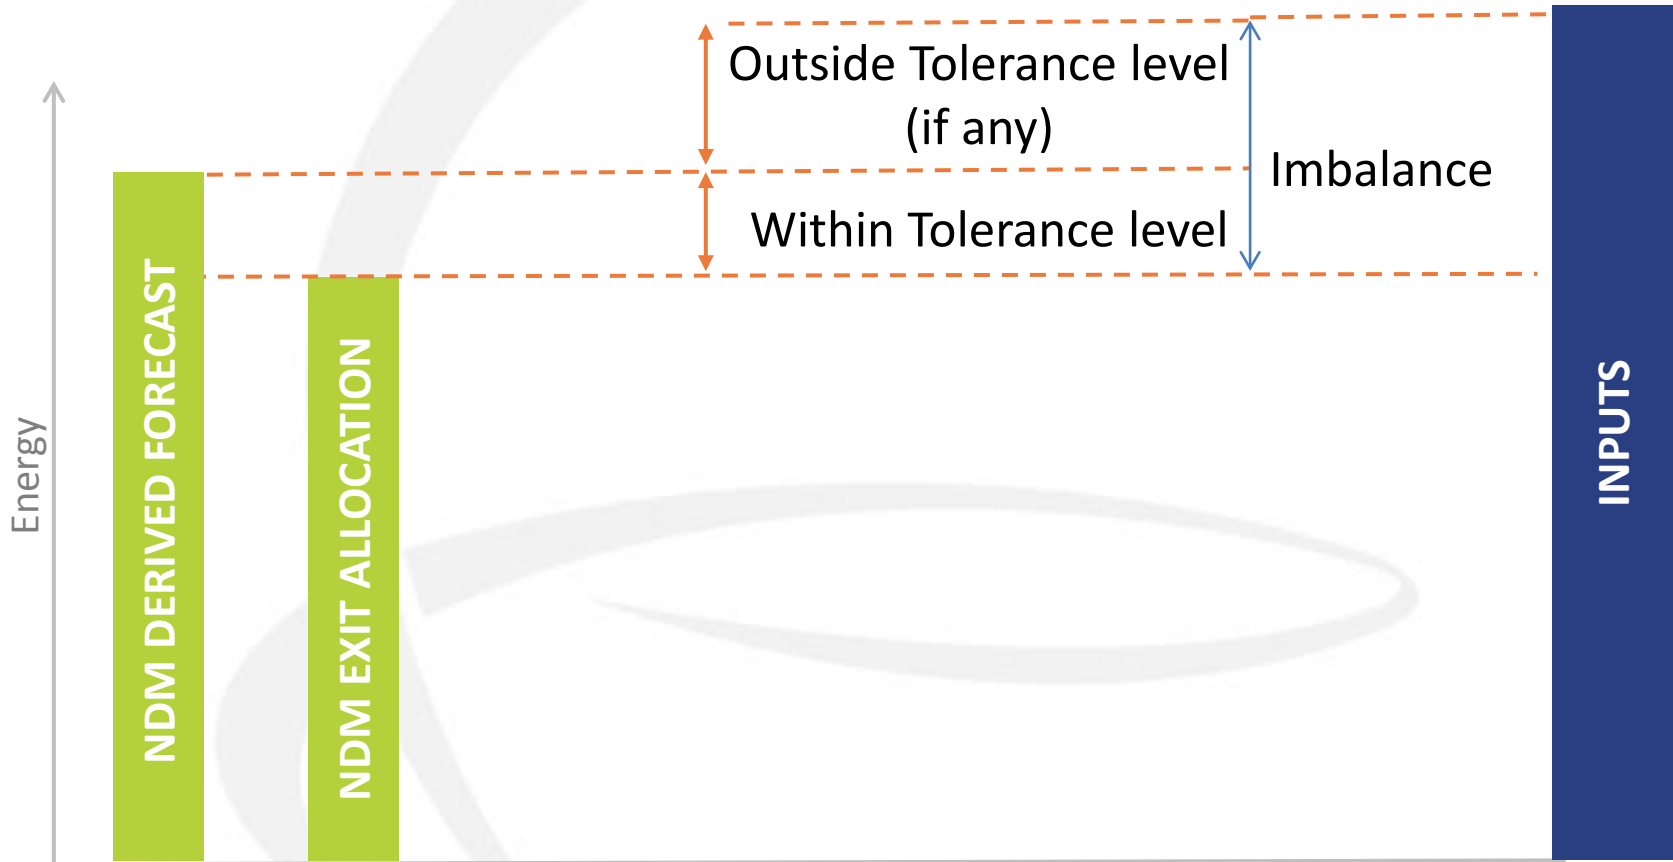 Outside Tolerance level
(if any)
Imbalance
Within Tolerance level
Energy
NDM DERIVED FORECAST
NDM EXIT ALLOCATION
INPUTS